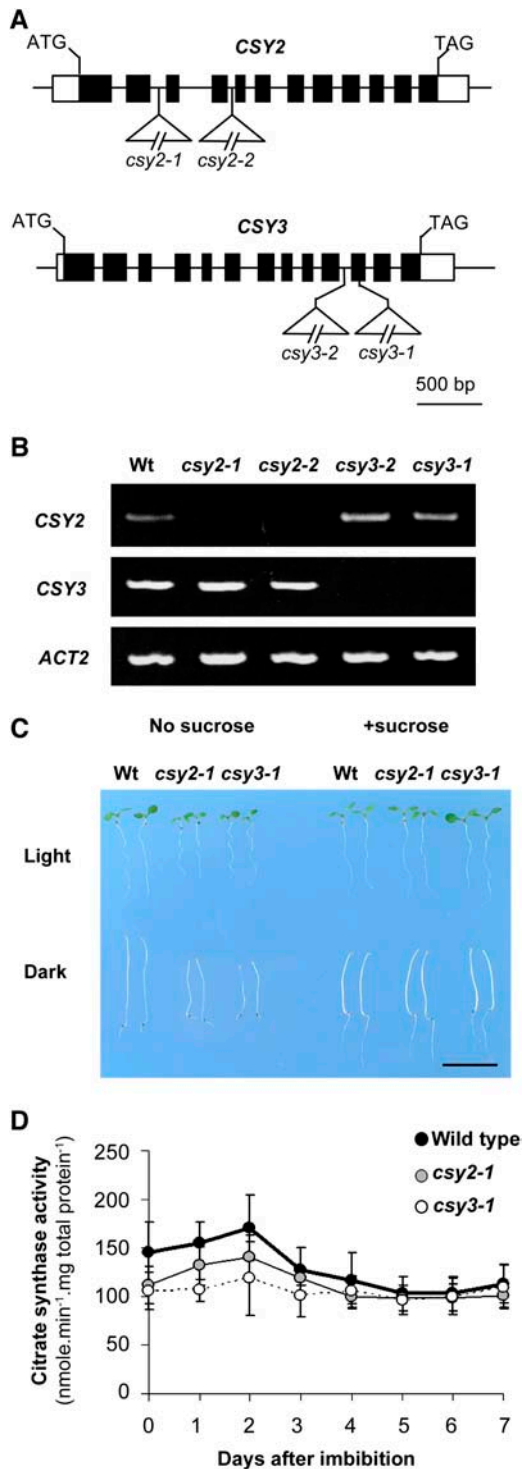 A
ATG CSY2 TAG
csy2-1 csy2-2
ATG CSY3 TAG
csy3-2 csy3-1
500 bp
B
Wt csy2-1 csy2-2 csy3-2 csy3-1
CSY2
CSY3
ACT2
C
No sucrose +sucrose
Wt csy2-1 csy3-1 Wt csy2-1 csy3-1
Light
Dark
D
Wild type
csy2-1
csy3-1
Citrate synthase activity
(nmole.min⁻¹.mg total protein⁻¹)
250
200
150
100
50
0
0 1 2 3 4 5 6 7
Days after imbibition